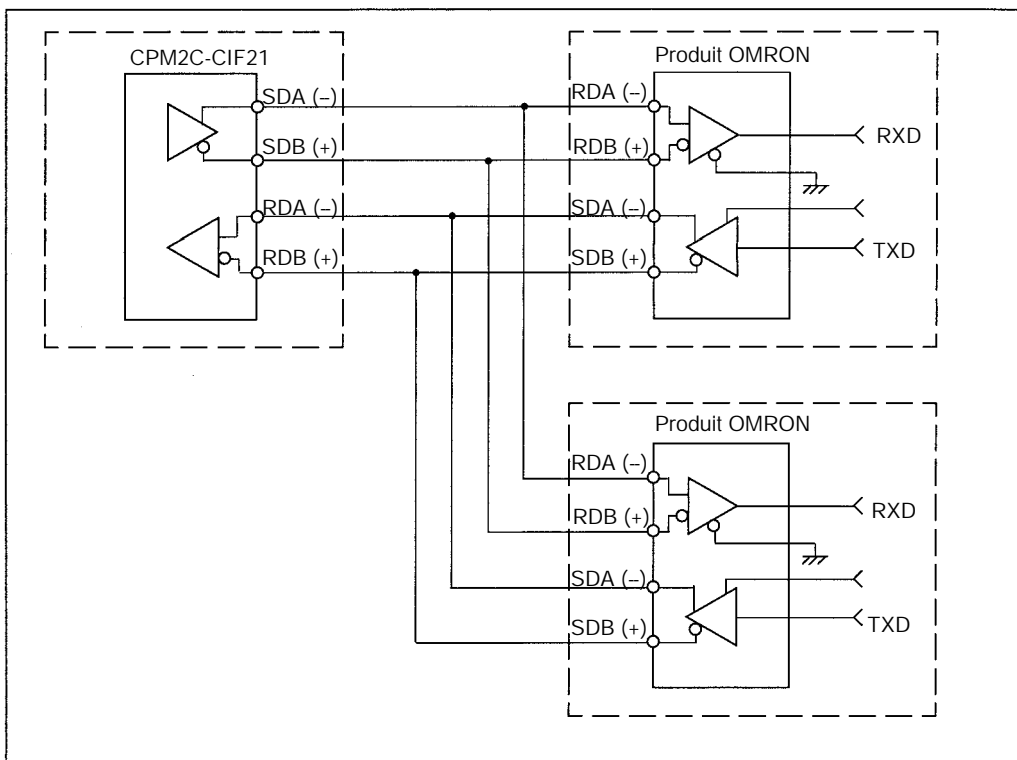 CPM2C-CIF21
SDA (–)
SDB (+)
RDA (–)
RDB (+)
Produit OMRON
RDA (–)
RDB (+)
SDA (–)
SDB (+)
RXD
TXD
Produit OMRON
RDA (–)
RDB (+)
SDA (–)
SDB (+)
RXD
TXD